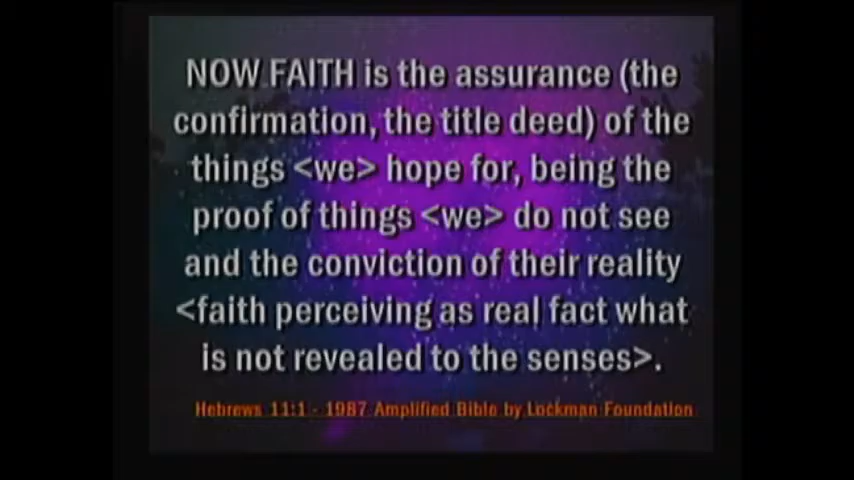 NOW FAITH is the assurance (the
confirmation, the title deed) of the
things <we> hope for, being the
proof of things <we> do not see
and the conviction of their reality
<faith perceiving as real fact what
is not revealed to the senses>.
Hebrews 11:1 - 1987 Amplified Bible by Lockman Foundation